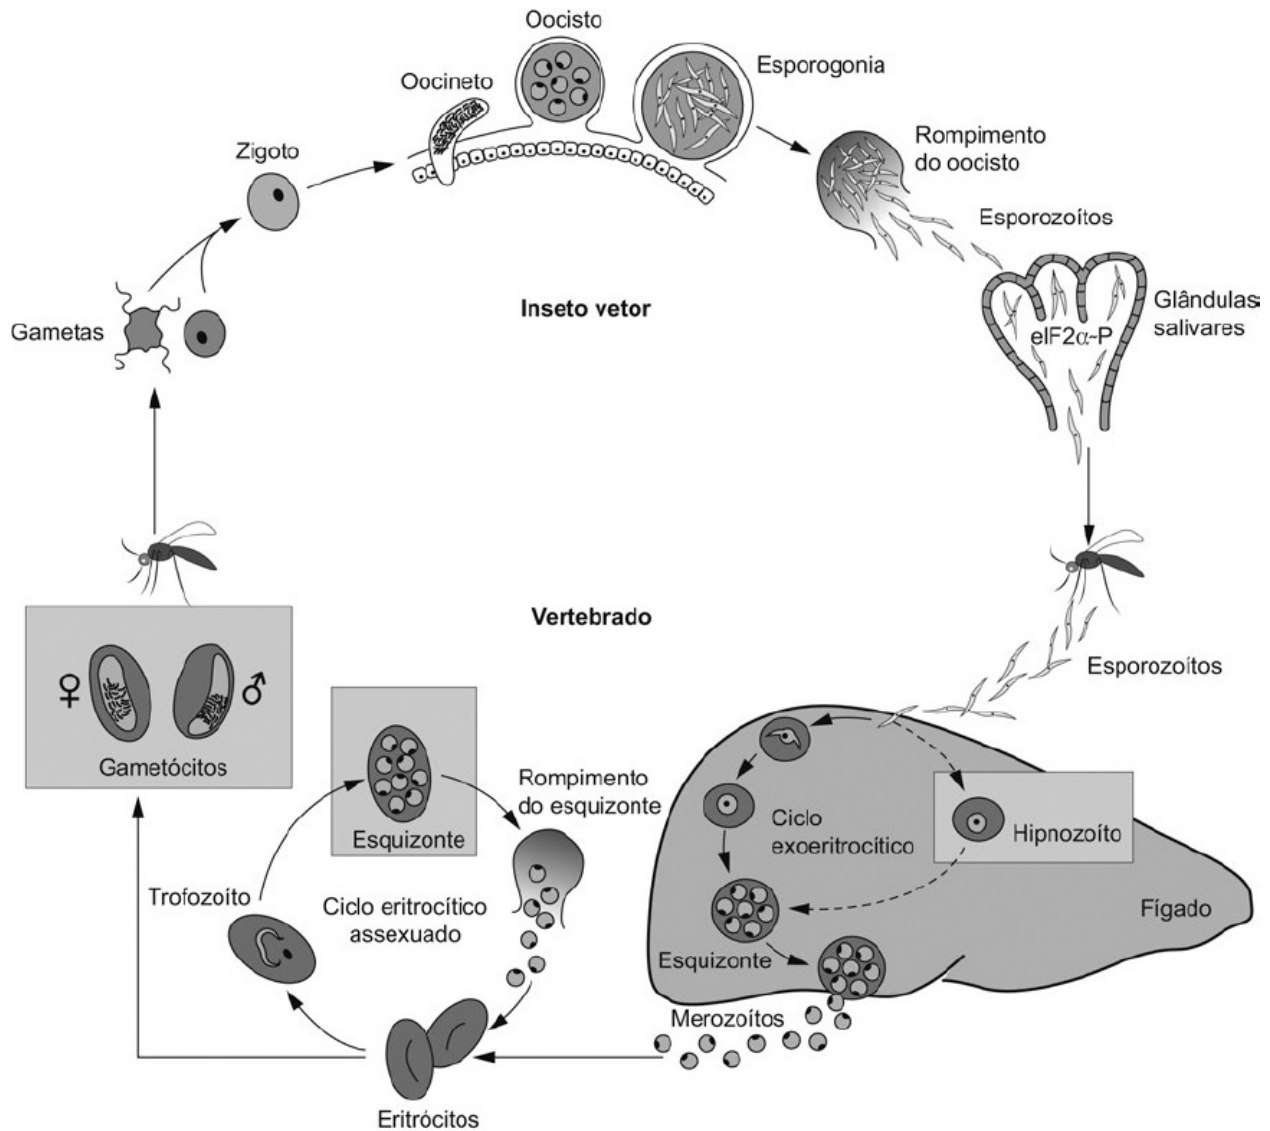 Oocisto
Oocineto
Esporogonia
Zigoto
Rompimento
do oocisto
Esporozoítos
Gametas
Inseto vetor
Glândulas
salivares
eIF2α~P
Vertebrado
Esporozoítos
♀
♂
Gametócitos
Esquizonte
Rompimento
do esquizonte
Trofozoíto
Ciclo eritrocítico
assexuado
Eritrócitos
Ciclo
exoeritrocítico
Hipnozoíto
Fígado
Esquizonte
Merozoítos